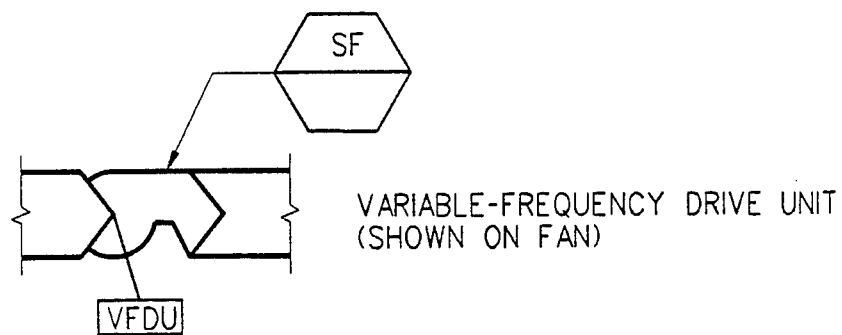 SF
VARIABLE-FREQUENCY DRIVE UNIT
(SHOWN ON FAN)
VFDU